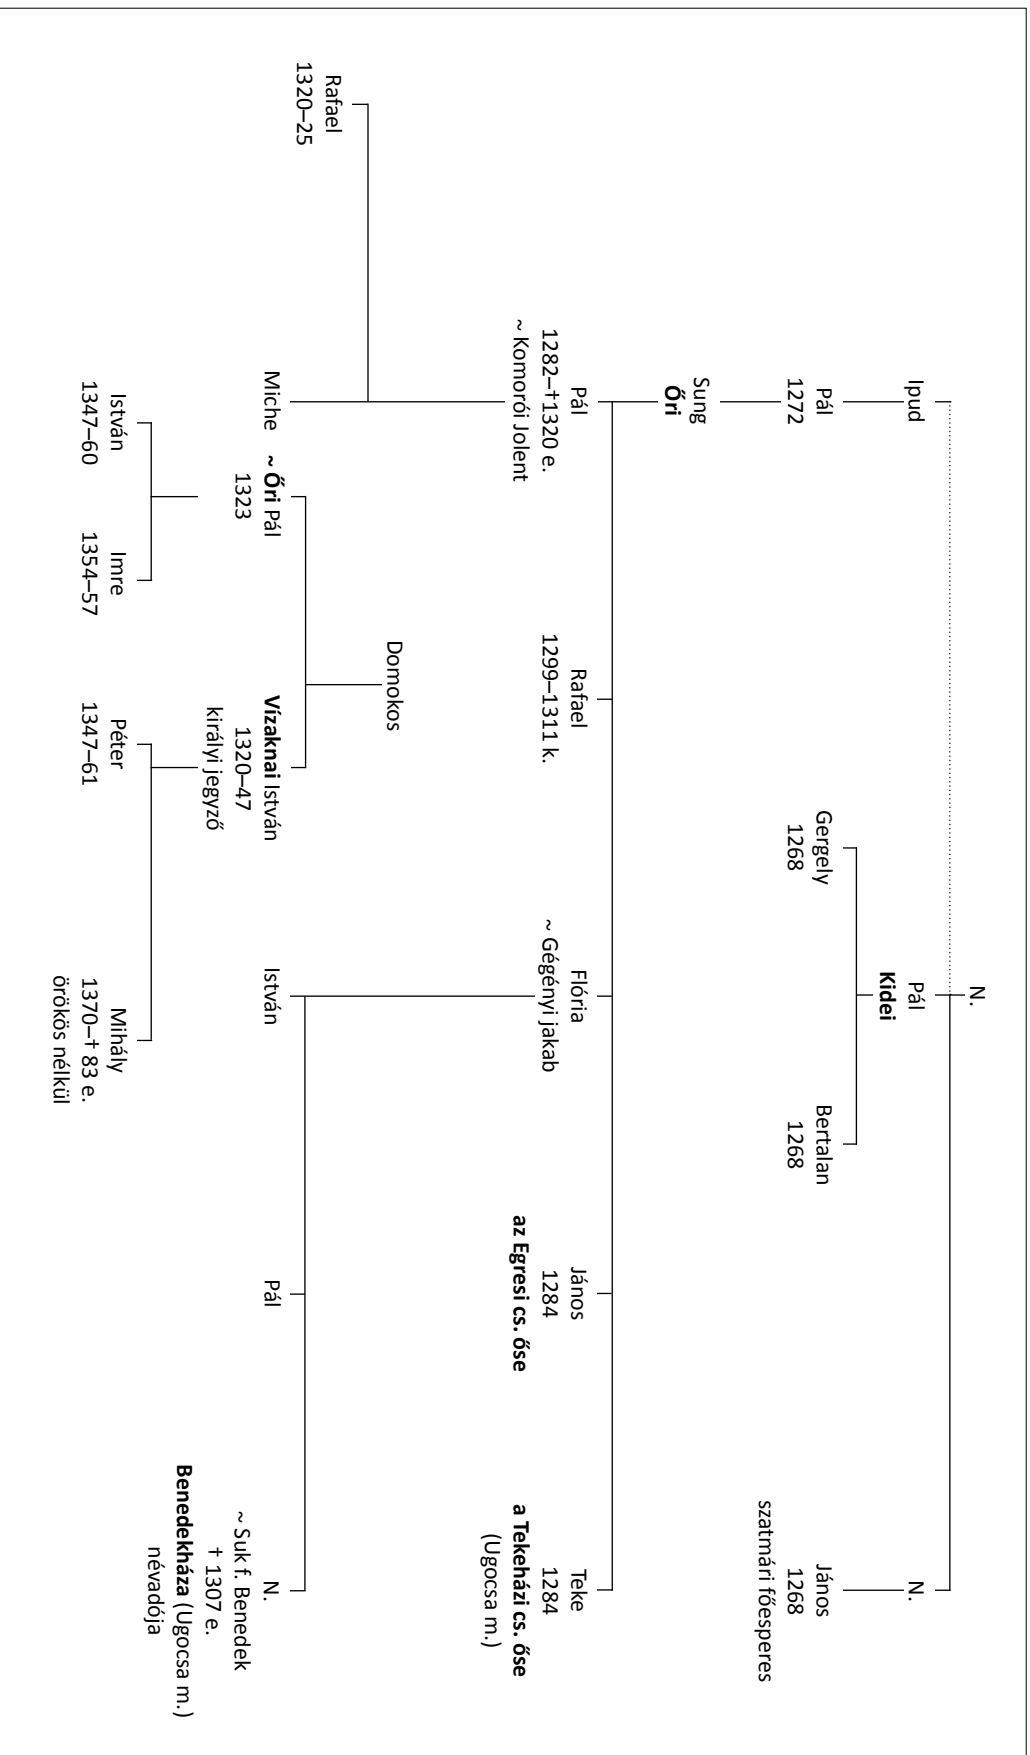 N.
Ipud
Pál
Kidei
N.
Pál
1272
Gergely
1268
Bertalan
1268
János
1268
szatmári főesperes
Sung
Őri
Pál
1282–†1320 e.
~ Komorói Jolent
Rafael
1299–1311 k.
Flória
~ Gégényi jakab
János
1284
az Egresi cs. őse
Teke
1284
a Tekeházi cs. őse
(Ugocsa m.)
Domokos
Rafael
1320–25
Miche
~ Őri Pál
1323
Vízaknai István
1320–47
királyi jegyző
István
Pál
N.
~ Suk f. Benedek
† 1307 e.
Benedekháza (Ugocsa m.)
névadója
István
1347–60
Imre
1354–57
Péter
1347–61
Mihály
1370–† 83 e.
örökös nélkül